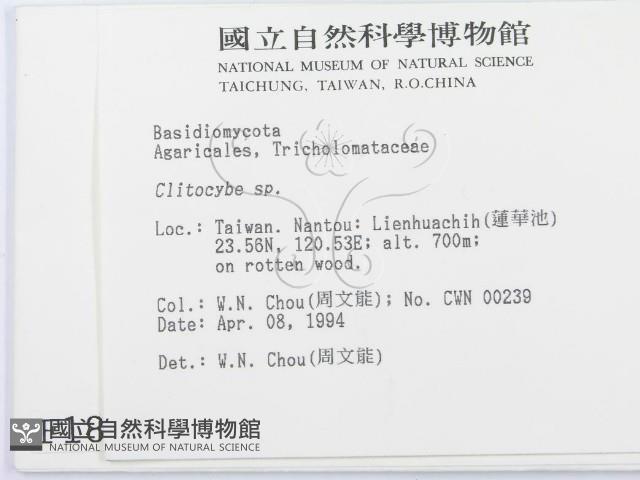 國立自然科學博物館
NATIONAL MUSEUM OF NATURAL SCIENCE
TAICHUNG, TAIWAN, R.O.CHINA
Basidiomycota
Agaricales, Tricholomataceae
Clitocybe sp.
Loc.: Taiwan. Nantou: Lienhuachih(蓮華池)
23.56N, 120.53E; alt. 700m;
on rotten wood.
Col.: W.N. Chou(周文能); No. CWN 00239
Date: Apr. 08, 1994
Det.: W.N. Chou(周文能)
國立自然科學博物館
NATIONAL MUSEUM OF NATURAL SCIENCE